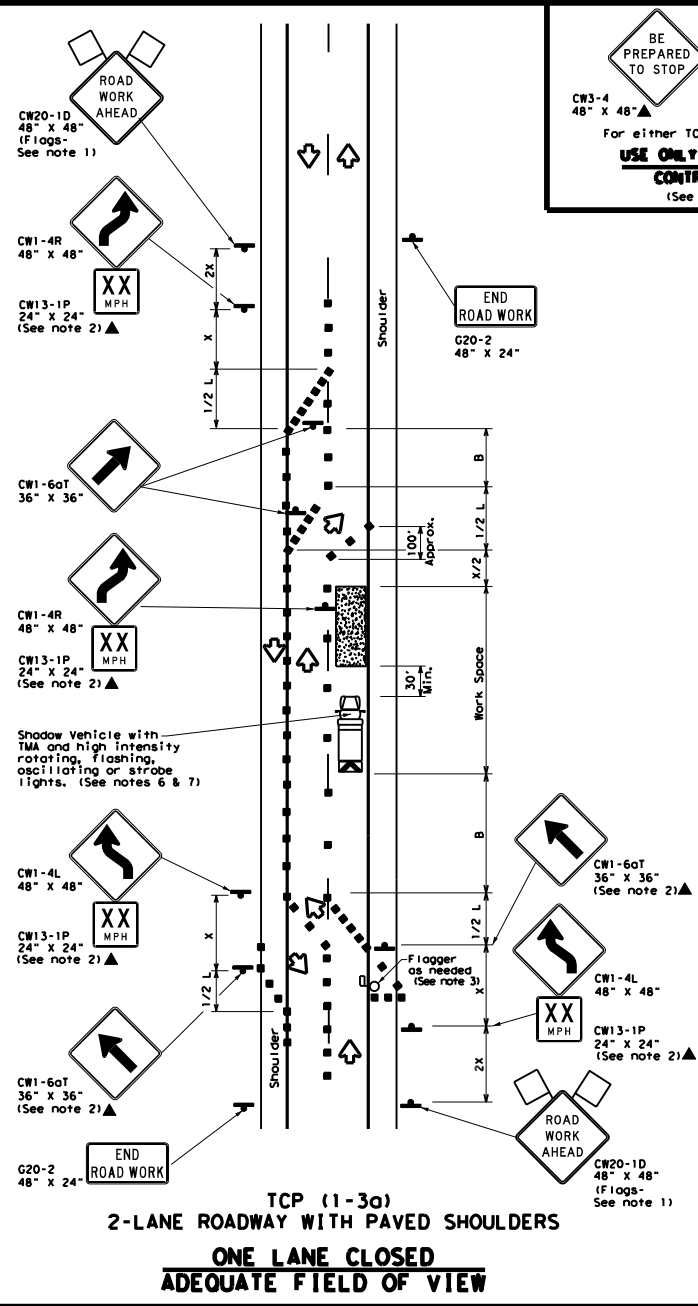 ROAD
WORK
AHEAD
CW20-1D
48" X 48"
(Flags-
See note 1)
CW1-4R
48" X 48"
XX
MPH
CW13-1P
24" X 24"
(See note 2)▲
2X
X
1/2 L
Shoulder
END
ROAD WORK
G20-2
48" X 24"
BE
PREPARED
TO STOP
CW3-4
48" X 48"▲
For either TC
USE ONLY
CONTR
(See
CW1-6aT
36" X 36"
B
1/2 L
100'
Approx.
X/2
CW1-4R
48" X 48"
XX
MPH
CW13-1P
24" X 24"
(See note 2)▲
30'
Min.
Work Space
Shadow Vehicle with
TMA and high intensity
rotating, flashing,
oscillating or strobe
lights. (See notes 6 & 7)
B
CW1-4L
48" X 48"
XX
MPH
CW13-1P
24" X 24"
(See note 2)▲
X
1/2 L
CW1-6aT
36" X 36"
(See note 2)▲
1/2 L
Flagger
as needed
(See note 3)
X
CW1-4L
48" X 48"
XX
MPH
CW13-1P
24" X 24"
(See note 2)▲
2X
CW1-6aT
36" X 36"
(See note 2)▲
Shoulder
END
ROAD WORK
G20-2
48" X 24"
ROAD
WORK
AHEAD
CW20-1D
48" X 48"
(Flags-
See note 1)
TCP (1-3a)
2-LANE ROADWAY WITH PAVED SHOULDERS
ONE LANE CLOSED
ADEQUATE FIELD OF VIEW